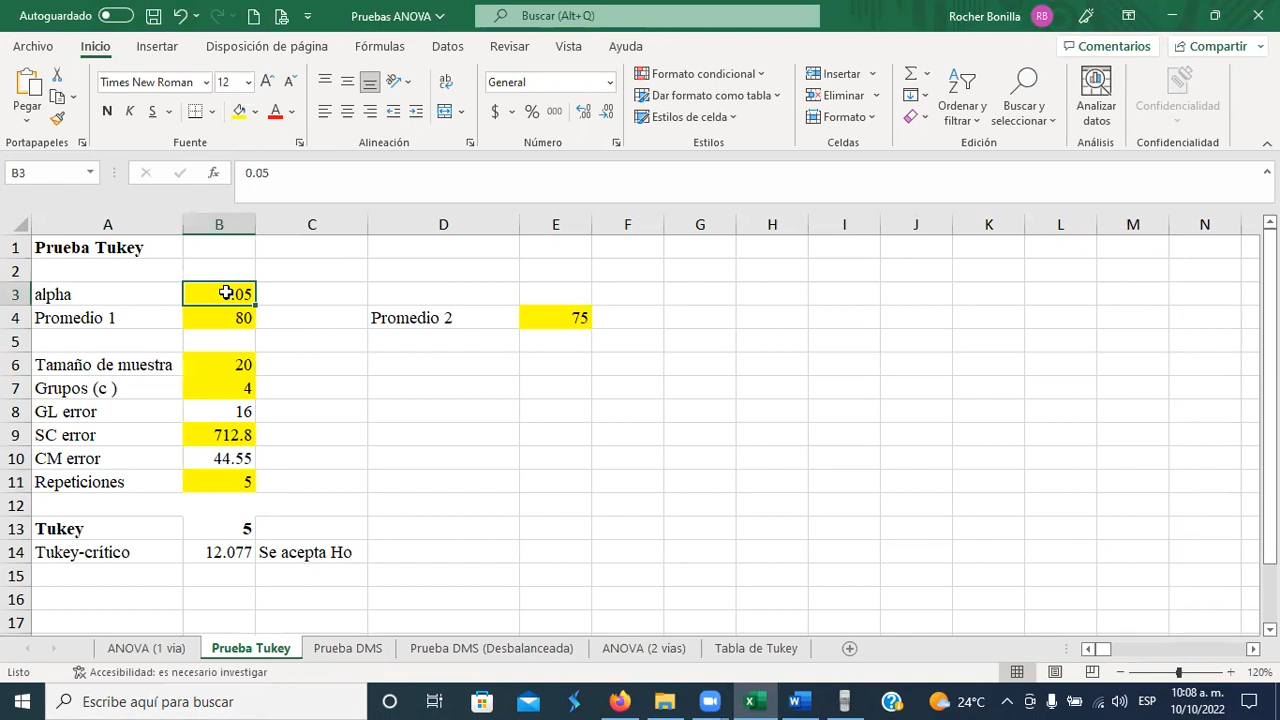 Autoguardado
Pruebas ANOVA
Buscar (Alt+Q)
Rocher Bonilla
RB
Archivo
Inicio
Insertar
Disposición de página
Fórmulas
Datos
Revisar
Vista
Ayuda
Comentarios
Compartir
Pegar
Times New Roman
12
N
K
S
General
Formato condicional
Dar formato como tabla
Estilos de celda
Insertar
Eliminar
Formato
Ordenar y filtrar
Buscar y seleccionar
Analizar datos
Confidencialidad
Portapapeles
Fuente
Alineación
Número
Estilos
Celdas
Edición
Análisis
Confidencialidad
B3
0.05
A B C D E F G H I J K L M N
1 Prueba Tukey
2
3 alpha 0.05
4 Promedio 1 80 Promedio 2 75
5
6 Tamaño de muestra 20
7 Grupos (c ) 4
8 GL error 16
9 SC error 712.8
10 CM error 44.55
11 Repeticiones 5
12
13 Tukey 5
14 Tukey-crítico 12.077 Se acepta Ho
15
16
17
ANOVA (1 via)
Prueba Tukey
Prueba DMS
Prueba DMS (Desbalanceada)
ANOVA (2 vias)
Tabla de Tukey
Listo
Accesibilidad: es necesario investigar
120%
Escribe aquí para buscar
24°C
ESP
10:08 a. m.
10/10/2022